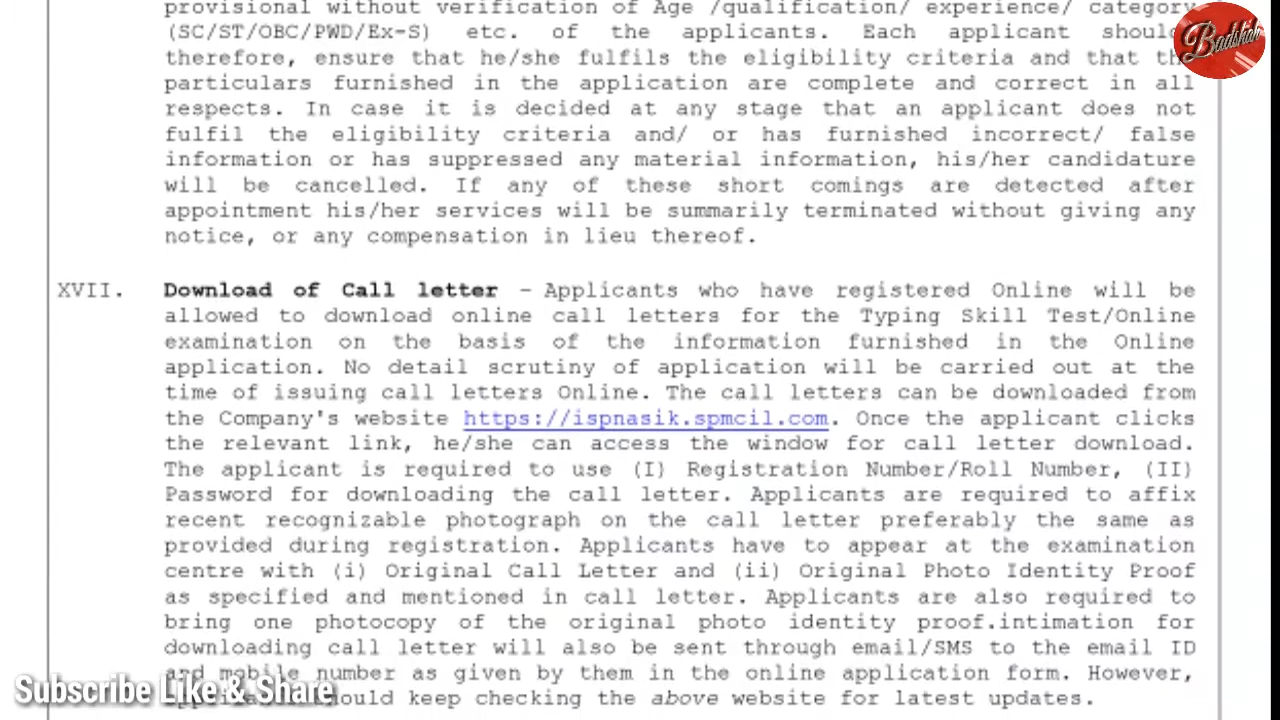 provisional without verification of Age /qualification/ experience/ category
(SC/ST/OBC/PWD/Ex-S) etc. of the applicants. Each applicant should
therefore, ensure that he/she fulfils the eligibility criteria and that the
particulars furnished in the application are complete and correct in all
respects. In case it is decided at any stage that an applicant does not
fulfil the eligibility criteria and/ or has furnished incorrect/ false
information or has suppressed any material information, his/her candidature
will be cancelled. If any of these short comings are detected after
appointment his/her services will be summarily terminated without giving any
notice, or any compensation in lieu thereof.
XVII. Download of Call letter - Applicants who have registered Online will be
allowed to download online call letters for the Typing Skill Test/Online
examination on the basis of the information furnished in the Online
application. No detail scrutiny of application will be carried out at the
time of issuing call letters Online. The call letters can be downloaded from
the Company's website https://ispnasik.spmcil.com. Once the applicant clicks
the relevant link, he/she can access the window for call letter download.
The applicant is required to use (I) Registration Number/Roll Number, (II)
Password for downloading the call letter. Applicants are required to affix
recent recognizable photograph on the call letter preferably the same as
provided during registration. Applicants have to appear at the examination
centre with (i) Original Call Letter and (ii) Original Photo Identity Proof
as specified and mentioned in call letter. Applicants are also required to
bring one photocopy of the original photo identity proof.intimation for
downloading call letter will also be sent through email/SMS to the email ID
and mobile number as given by them in the online application form. However,
should keep checking the above website for latest updates.
Badshah
Subscribe Like & Share